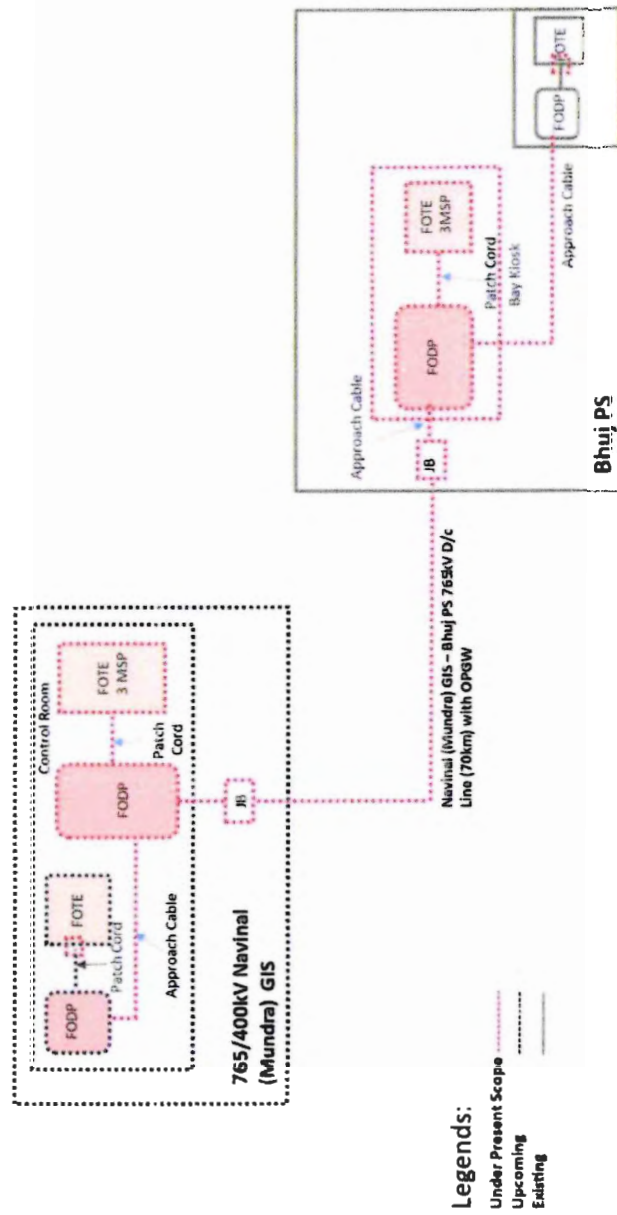 Control Room
FODP
FOTE
Patch Cord
Approach Cable
FODP
Patch
Cord
FOTE
3 MSP
JB
765/400kV Navinal
(Mundra) GIS
Navinal (Mundra) GIS – Bhuj PS 765kV D/c
Line (70km) with OPGW
JB
Approach Cable
FODP
FOTE
3MSP
Patch Cord
Bay Kiosk
Approach Cable
FODP
FOTE
Bhuj PS
Legends:
Under Present Scope
Upcoming
Existing